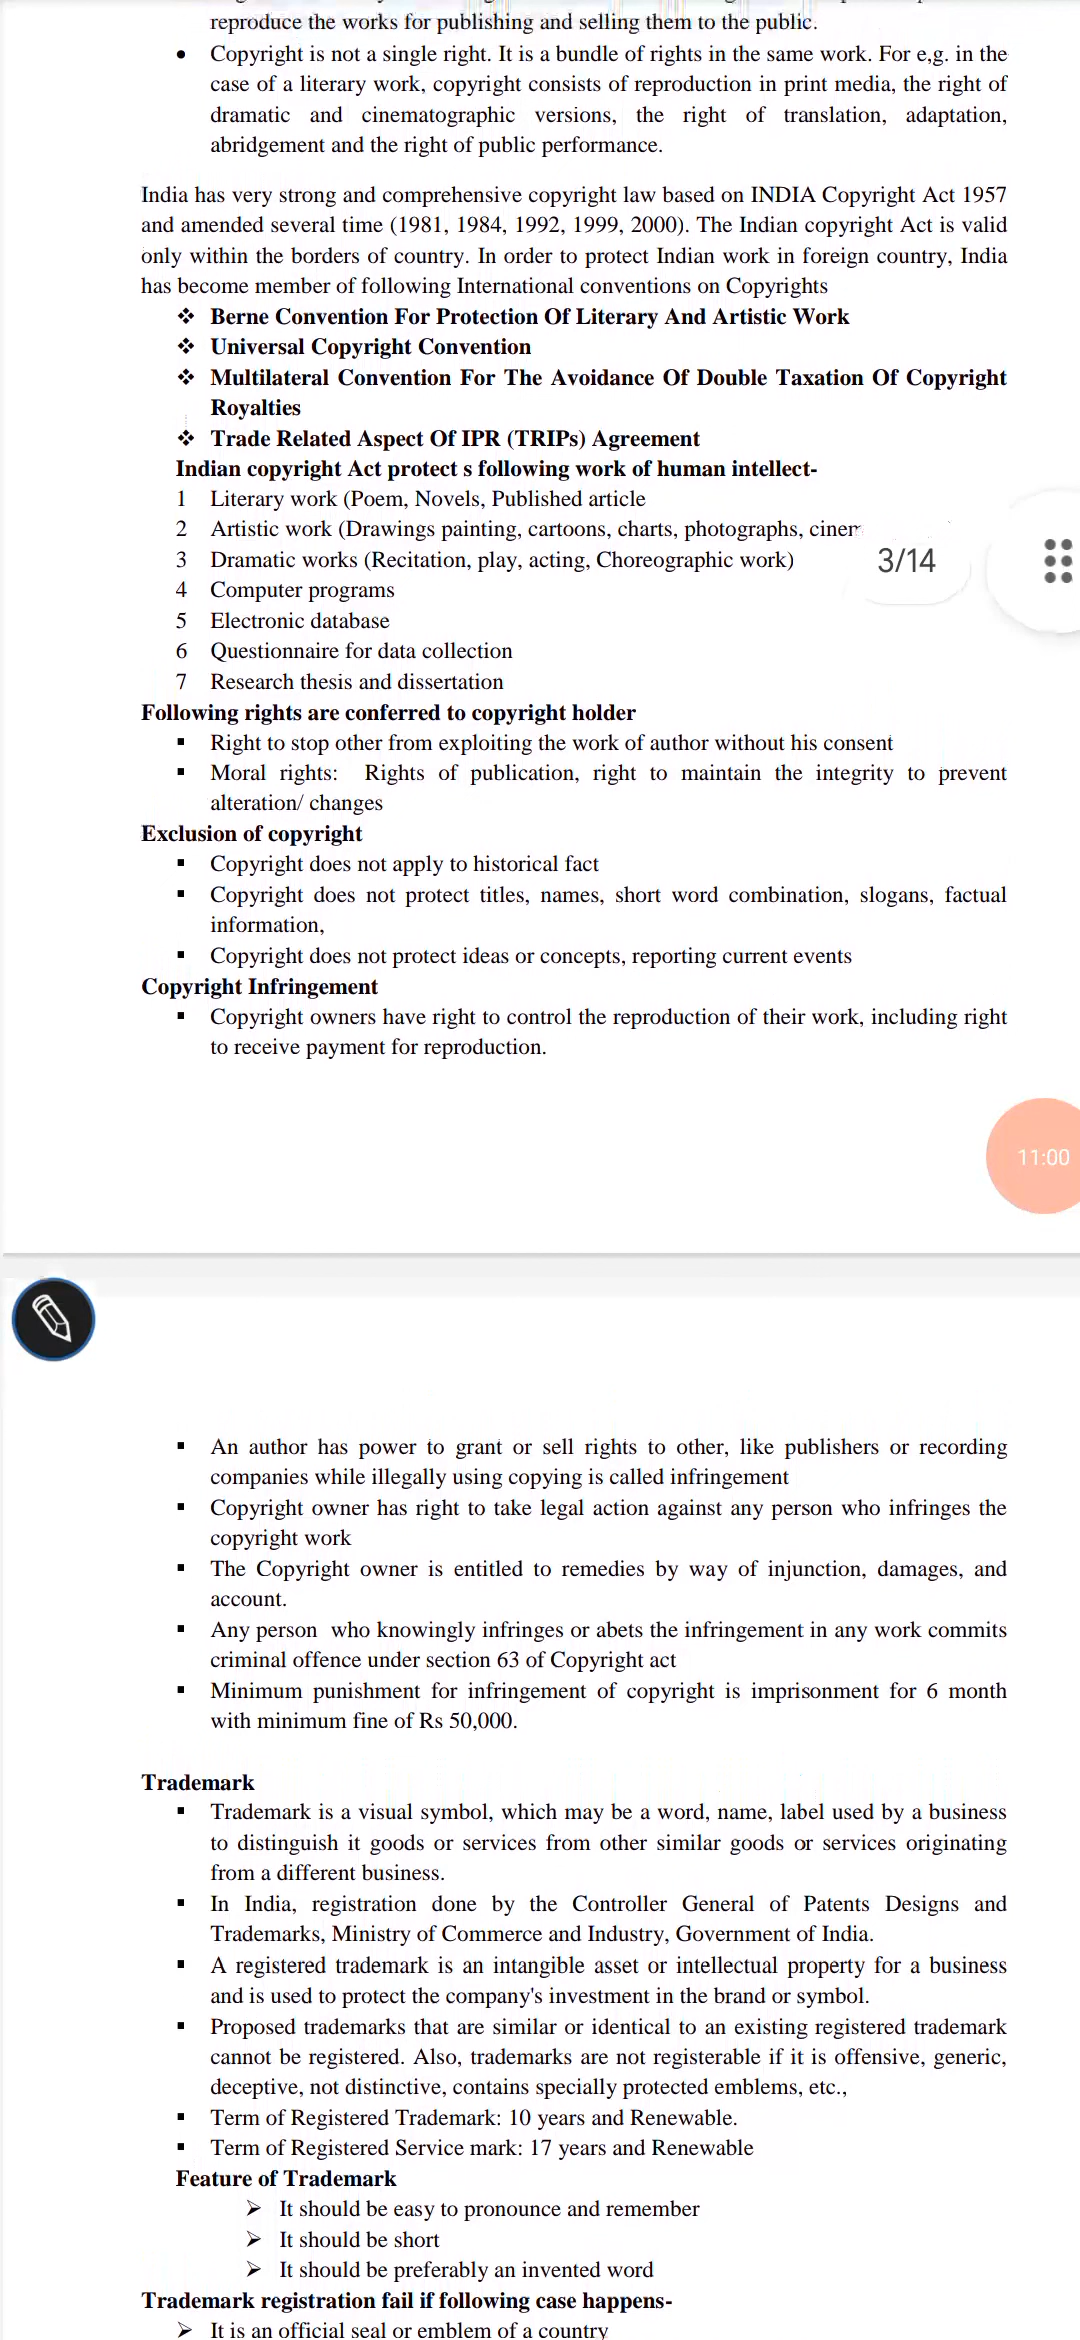 reproduce the works for publishing and selling them to the public.
• Copyright is not a single right. It is a bundle of rights in the same work. For e,g. in the
case of a literary work, copyright consists of reproduction in print media, the right of
dramatic and cinematographic versions, the right of translation, adaptation,
abridgement and the right of public performance.
India has very strong and comprehensive copyright law based on INDIA Copyright Act 1957
and amended several time (1981, 1984, 1992, 1999, 2000). The Indian copyright Act is valid
only within the borders of country. In order to protect Indian work in foreign country, India
has become member of following International conventions on Copyrights
❖ Berne Convention For Protection Of Literary And Artistic Work
❖ Universal Copyright Convention
❖ Multilateral Convention For The Avoidance Of Double Taxation Of Copyright
Royalties
❖ Trade Related Aspect Of IPR (TRIPs) Agreement
Indian copyright Act protect s following work of human intellect-
1 Literary work (Poem, Novels, Published article
2 Artistic work (Drawings painting, cartoons, charts, photographs,
3 Dramatic works (Recitation, play, acting, Choreographic work)
3/14
4 Computer programs
5 Electronic database
6 Questionnaire for data collection
7 Research thesis and dissertation
Following rights are conferred to copyright holder
▪ Right to stop other from exploiting the work of author without his consent
▪ Moral rights: Rights of publication, right to maintain the integrity to prevent
alteration/ changes
Exclusion of copyright
▪ Copyright does not apply to historical fact
▪ Copyright does not protect titles, names, short word combination, slogans, factual
information,
▪ Copyright does not protect ideas or concepts, reporting current events
Copyright Infringement
▪ Copyright owners have right to control the reproduction of their work, including right
to receive payment for reproduction.
11:00
▪ An author has power to grant or sell rights to other, like publishers or recording
companies while illegally using copying is called infringement
▪ Copyright owner has right to take legal action against any person who infringes the
copyright work
▪ The Copyright owner is entitled to remedies by way of injunction, damages, and
account.
▪ Any person who knowingly infringes or abets the infringement in any work commits
criminal offence under section 63 of Copyright act
▪ Minimum punishment for infringement of copyright is imprisonment for 6 month
with minimum fine of Rs 50,000.
Trademark
▪ Trademark is a visual symbol, which may be a word, name, label used by a business
to distinguish it goods or services from other similar goods or services originating
from a different business.
▪ In India, registration done by the Controller General of Patents Designs and
Trademarks, Ministry of Commerce and Industry, Government of India.
▪ A registered trademark is an intangible asset or intellectual property for a business
and is used to protect the company's investment in the brand or symbol.
▪ Proposed trademarks that are similar or identical to an existing registered trademark
cannot be registered. Also, trademarks are not registerable if it is offensive, generic,
deceptive, not distinctive, contains specially protected emblems, etc.,
▪ Term of Registered Trademark: 10 years and Renewable.
▪ Term of Registered Service mark: 17 years and Renewable
Feature of Trademark
➢ It should be easy to pronounce and remember
➢ It should be short
➢ It should be preferably an invented word
Trademark registration fail if following case happens-
➢ It is an official seal or emblem of a country